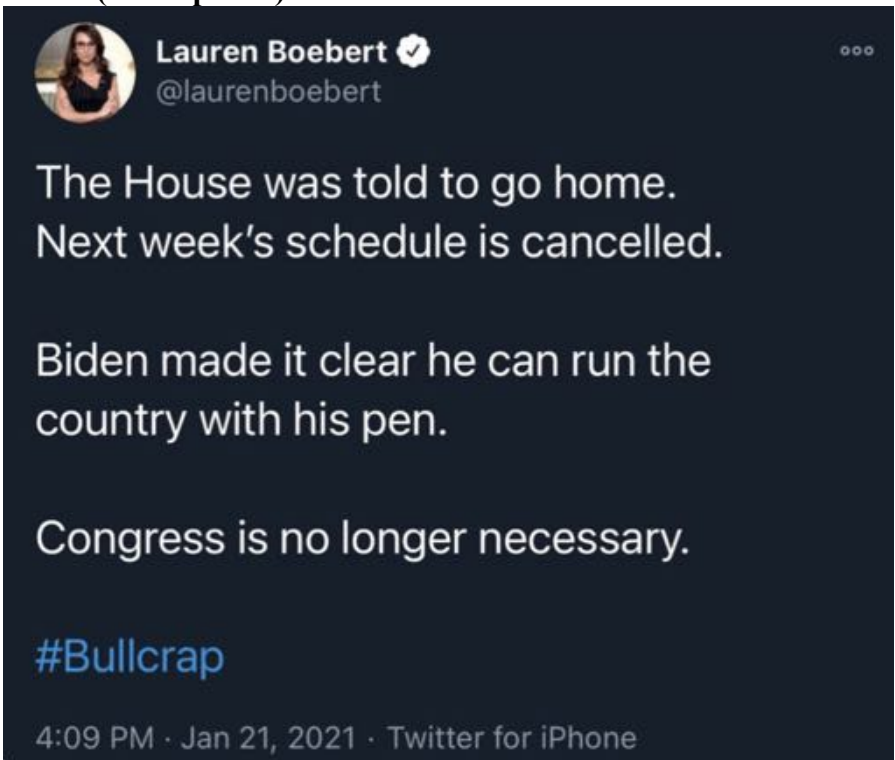 Lauren Boebert
@laurenboebert
The House was told to go home.
Next week's schedule is cancelled.
Biden made it clear he can run the
country with his pen.
Congress is no longer necessary.
#Bullcrap
4:09 PM · Jan 21, 2021 · Twitter for iPhone